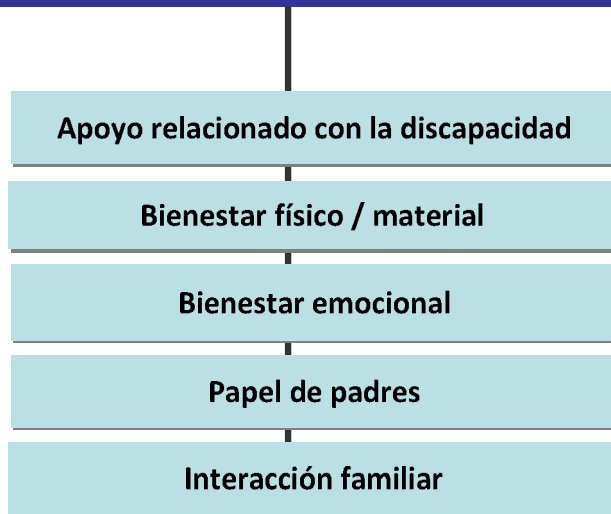 Apoyo relacionado con la discapacidad
Bienestar físico / material
Bienestar emocional
Papel de padres
Interacción familiar